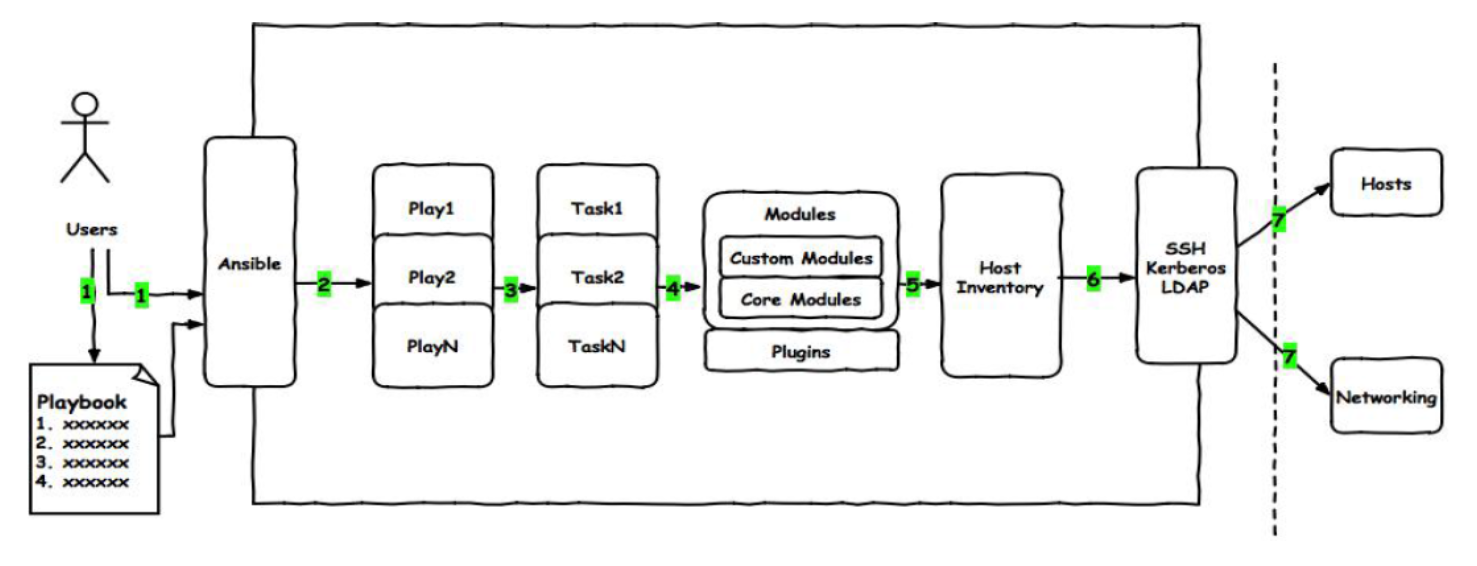 Users
1
1
Playbook
1. xxxxxx
2. xxxxxx
3. xxxxxx
4. xxxxxx
Ansible
2
Play1
Play2
PlayN
3
Task1
Task2
TaskN
4
Modules
Custom Modules
Core Modules
Plugins
5
Host
Inventory
6
SSH
Kerberos
LDAP
7
Hosts
7
Networking